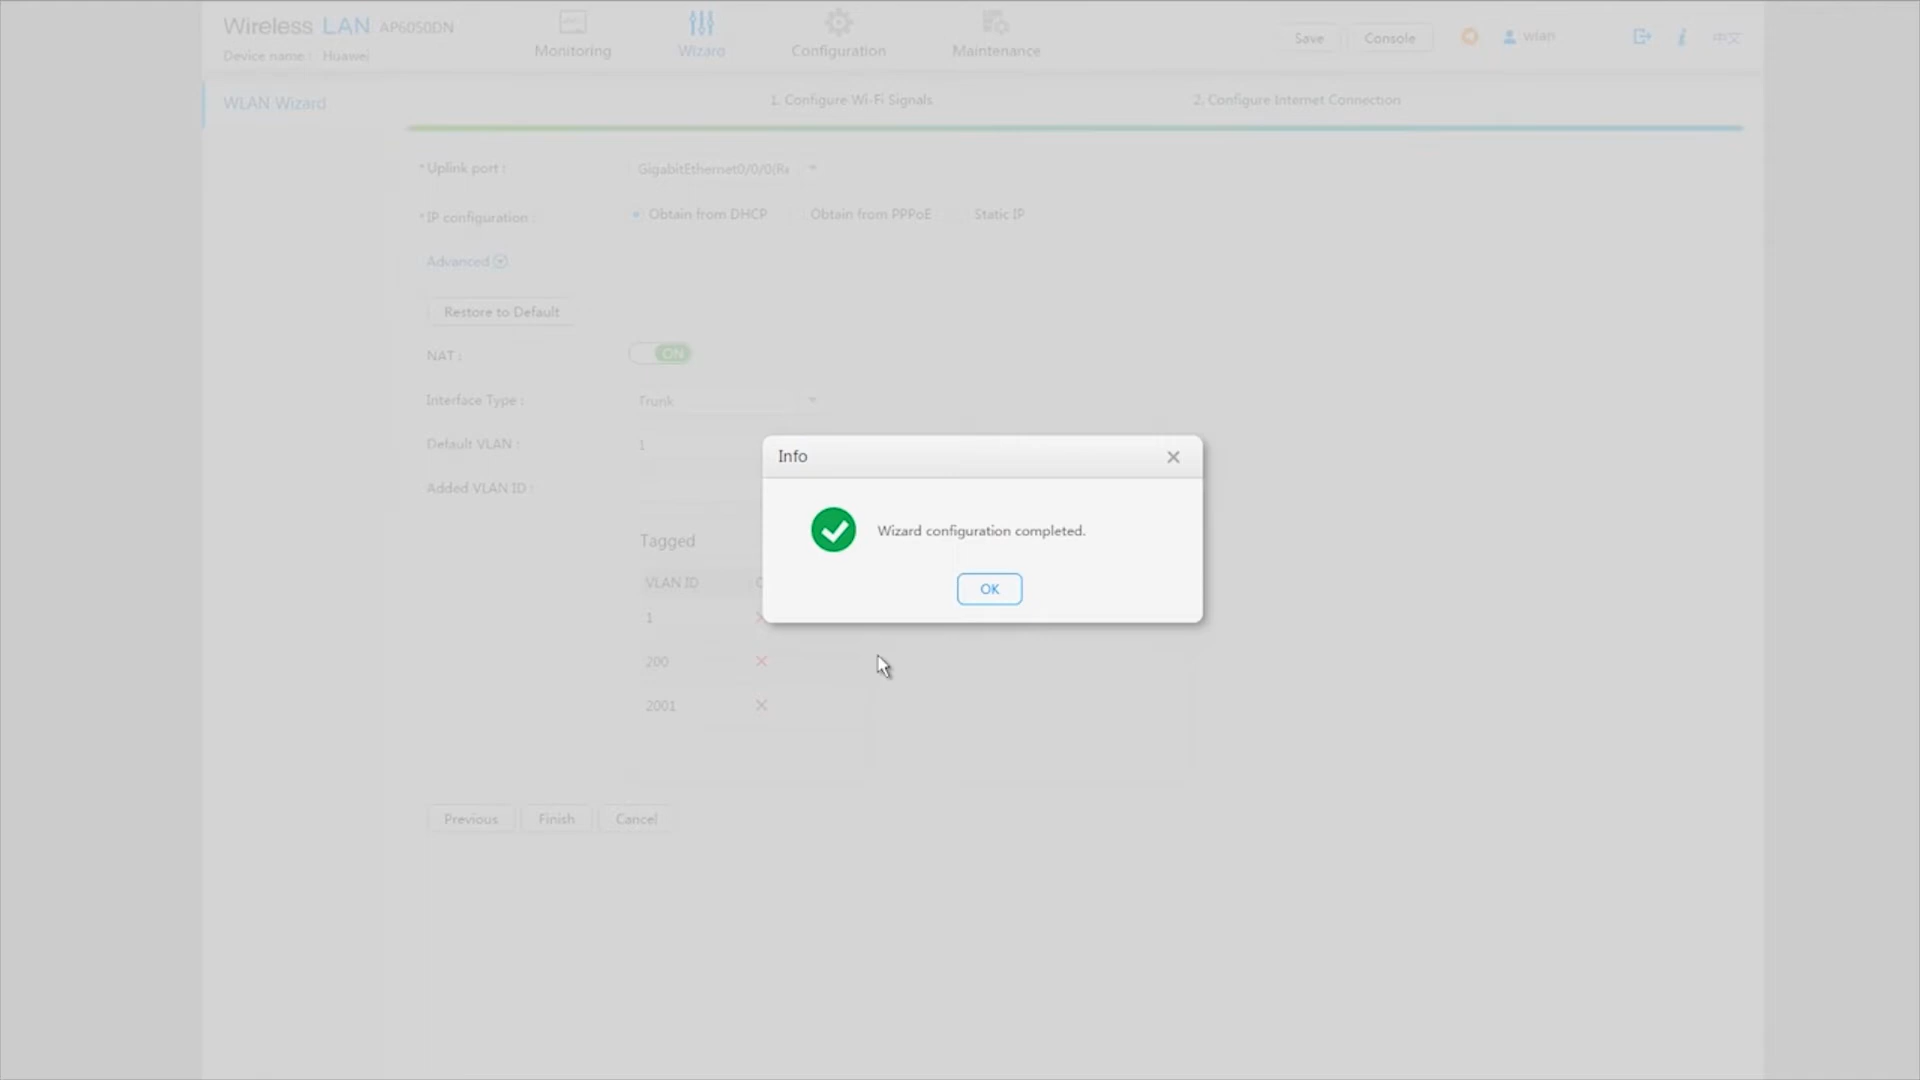 Wireless LAN AP6050DN
Device name : Huawei
Monitoring
Wizard
Configuration
Maintenance
Save
Console
wlan
中文
WLAN Wizard
1. Configure Wi-Fi Signals
2. Configure Internet Connection
* Uplink port :
GigabitEthernet0/0/0(Re
* IP configuration :
Obtain from DHCP
Obtain from PPPoE
Static IP
Advanced
Restore to Default
NAT :
ON
Interface Type :
Trunk
Default VLAN :
1
Added VLAN ID :
Info
Wizard configuration completed.
OK
Tagged
VLAN ID
1
200
2001
Previous
Finish
Cancel